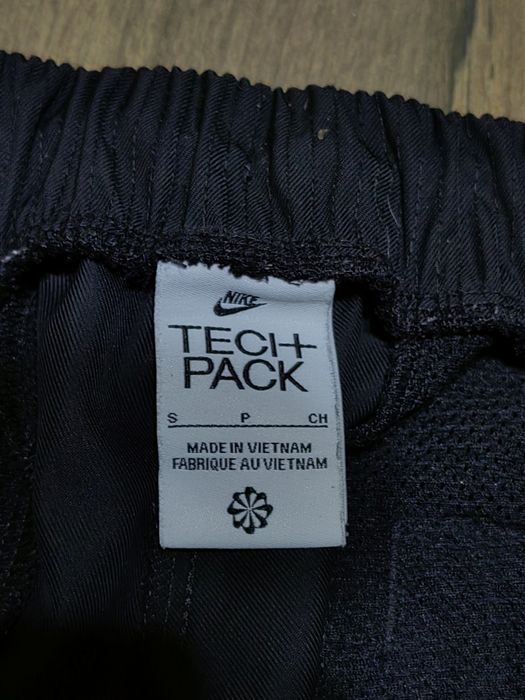 NIKE
TECH
PACK
S P CH
MADE IN VIETNAM
FABRIQUE AU VIETNAM